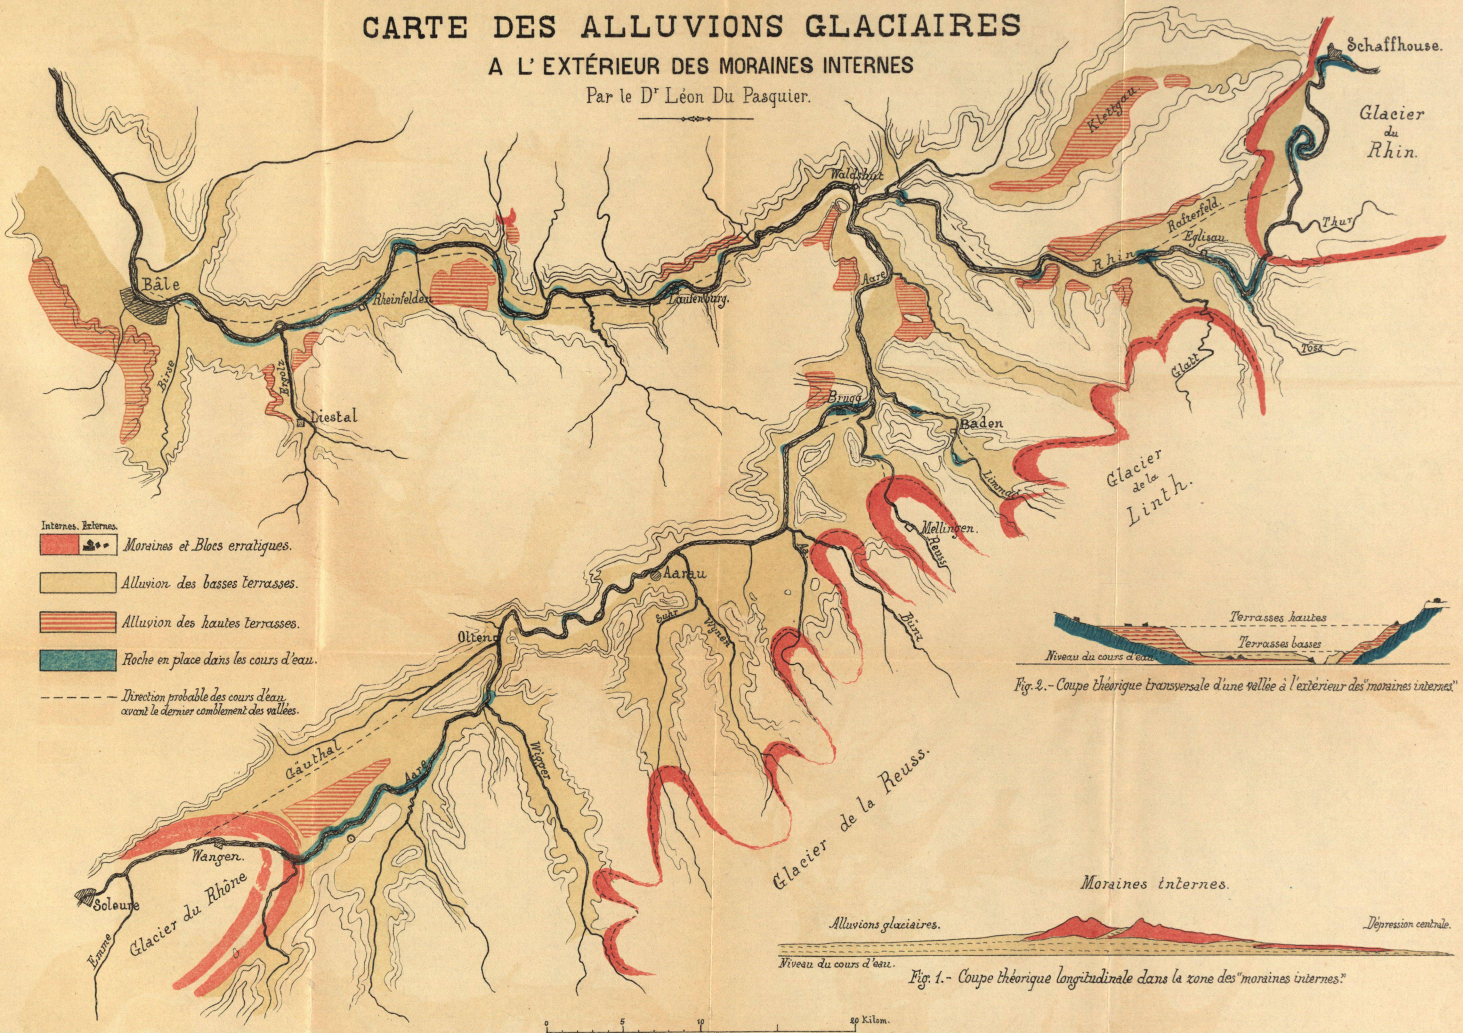 CARTE DES ALLUVIONS GLACIAIRES
A L'EXTÉRIEUR DES MORAINES INTERNES
Par le Dr Léon Du Pasquier.
Schaffhouse.
Glacier
du
Rhin.
Klettgau.
Waldshut
Rafzerfeld.
Thur
Eglisau
Rhin
Bâle
Rheinfelden
Laufenburg.
Aare
Töss
Glatt
Birse
Ergolz
Liestal
Brugg
Baden
Limmat
Glacier
de la
Linth.
Mellingen.
Reuss
Internes. Externes.
Moraines et Blocs erratiques.
Alluvion des basses terrasses.
Alluvion des hautes terrasses.
Roche en place dans les cours d'eau.
Direction probable des cours d'eau
avant le dernier comblement des vallées.
Aa.
Aarau
Suhr
Wynen
Bünz
Olten
Terrasses hautes
Terrasses basses
Niveau du cours d'eau
Fig. 2.- Coupe théorique transversale d'une vallée à l'extérieur des "moraines internes"
Gäuthal
Aare
Wigger
Glacier de la Reuss.
Wangen.
Soleure
Emme
Glacier du Rhône
Moraines internes.
Alluvions glaciaires.
Dépression centrale.
Niveau du cours d'eau.
Fig. 1.- Coupe théorique longitudinale dans la zone des "moraines internes."
0 5 10 20 Kilom.